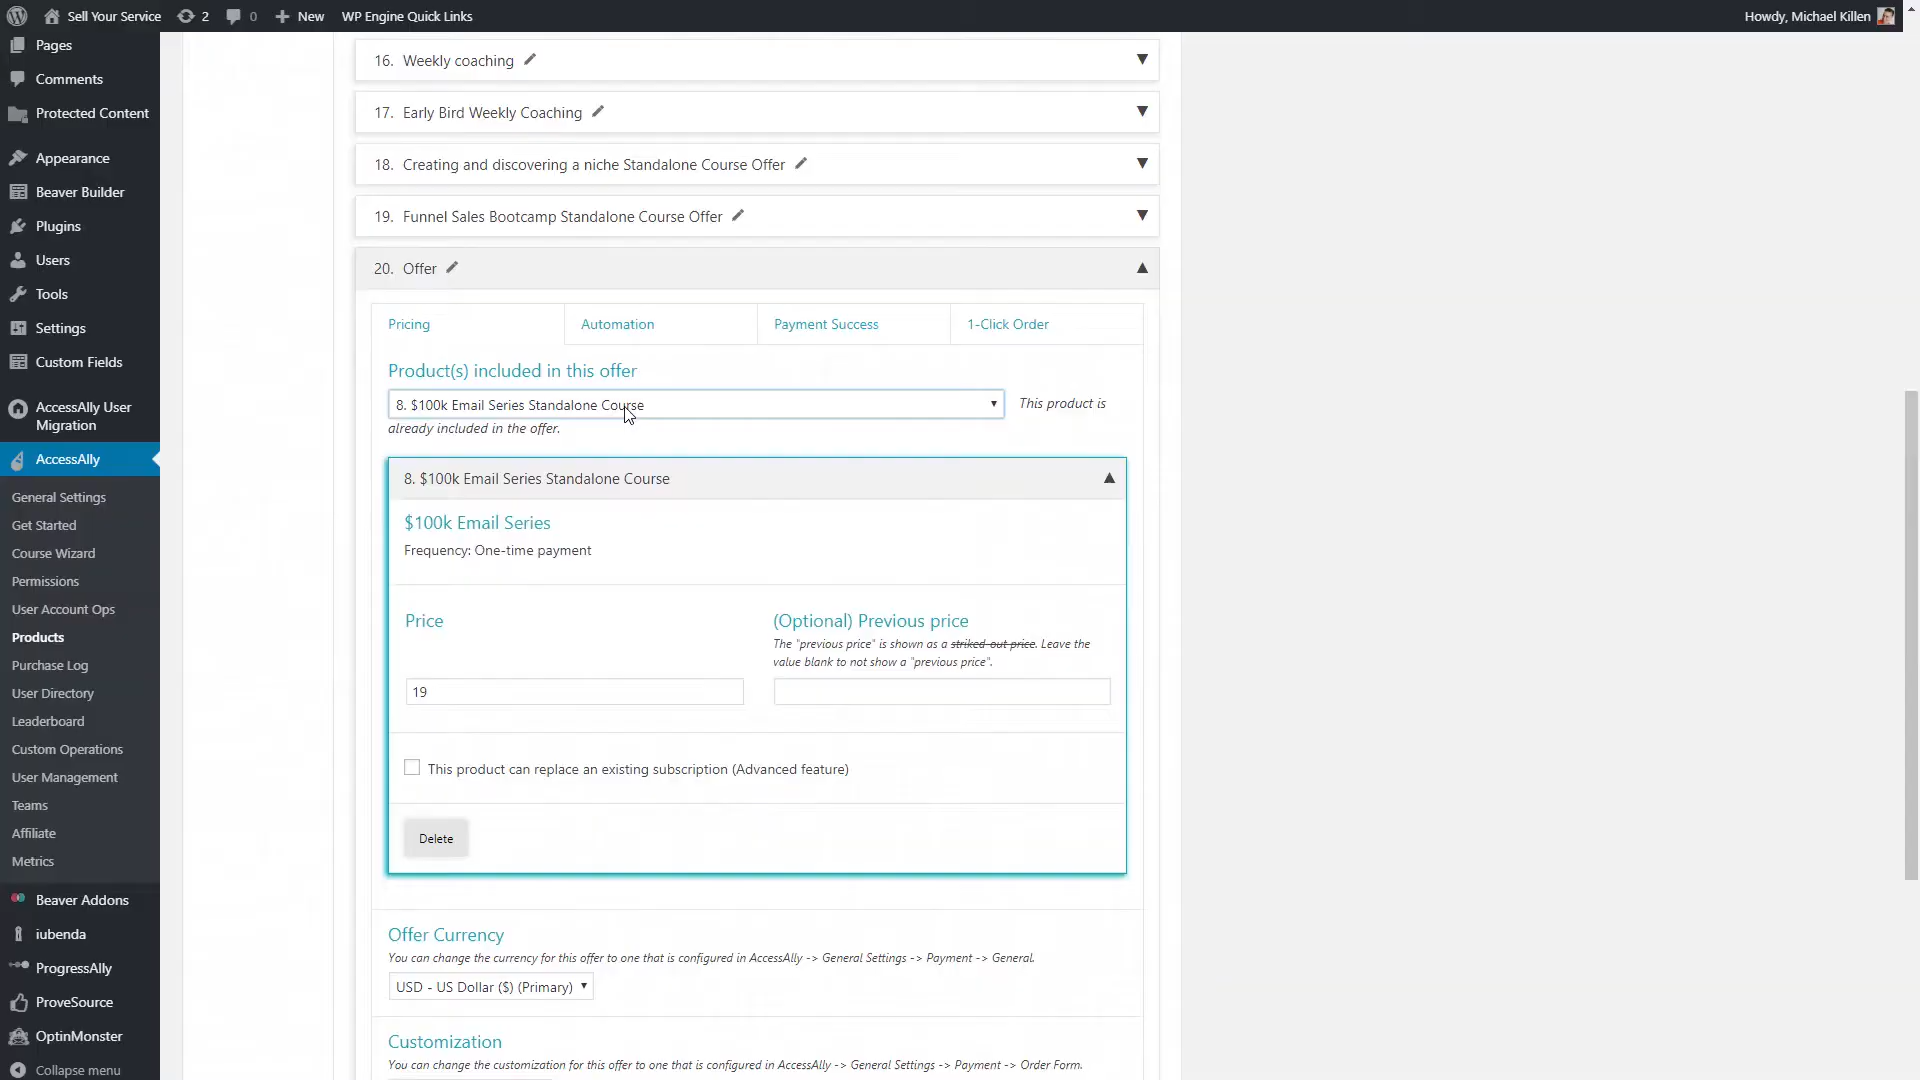 Sell Your Service 2 0 New WP Engine Quick Links Howdy, Michael Killen
Pages
Comments
Protected Content
Appearance
Beaver Builder
Plugins
Users
Tools
Settings
Custom Fields
AccessAlly User
Migration
AccessAlly
General Settings
Get Started
Course Wizard
Permissions
User Account Ops
Products
Purchase Log
User Directory
Leaderboard
Custom Operations
User Management
Teams
Affiliate
Metrics
Beaver Addons
iubenda
ProgressAlly
ProveSource
OptinMonster
Collapse menu
16. Weekly coaching
17. Early Bird Weekly Coaching
18. Creating and discovering a niche Standalone Course Offer
19. Funnel Sales Bootcamp Standalone Course Offer
20. Offer
Pricing Automation Payment Success 1-Click Order
Product(s) included in this offer
8. $100k Email Series Standalone Course This product is
already included in the offer.
8. $100k Email Series Standalone Course
$100k Email Series
Frequency: One-time payment
Price
19
(Optional) Previous price
The "previous price" is shown as a striked-out price. Leave the
value blank to not show a "previous price".
This product can replace an existing subscription (Advanced feature)
Delete
Offer Currency
You can change the currency for this offer to one that is configured in AccessAlly -> General Settings -> Payment -> General.
USD - US Dollar ($) (Primary)
Customization
You can change the customization for this offer to one that is configured in AccessAlly -> General Settings -> Payment -> Order Form.